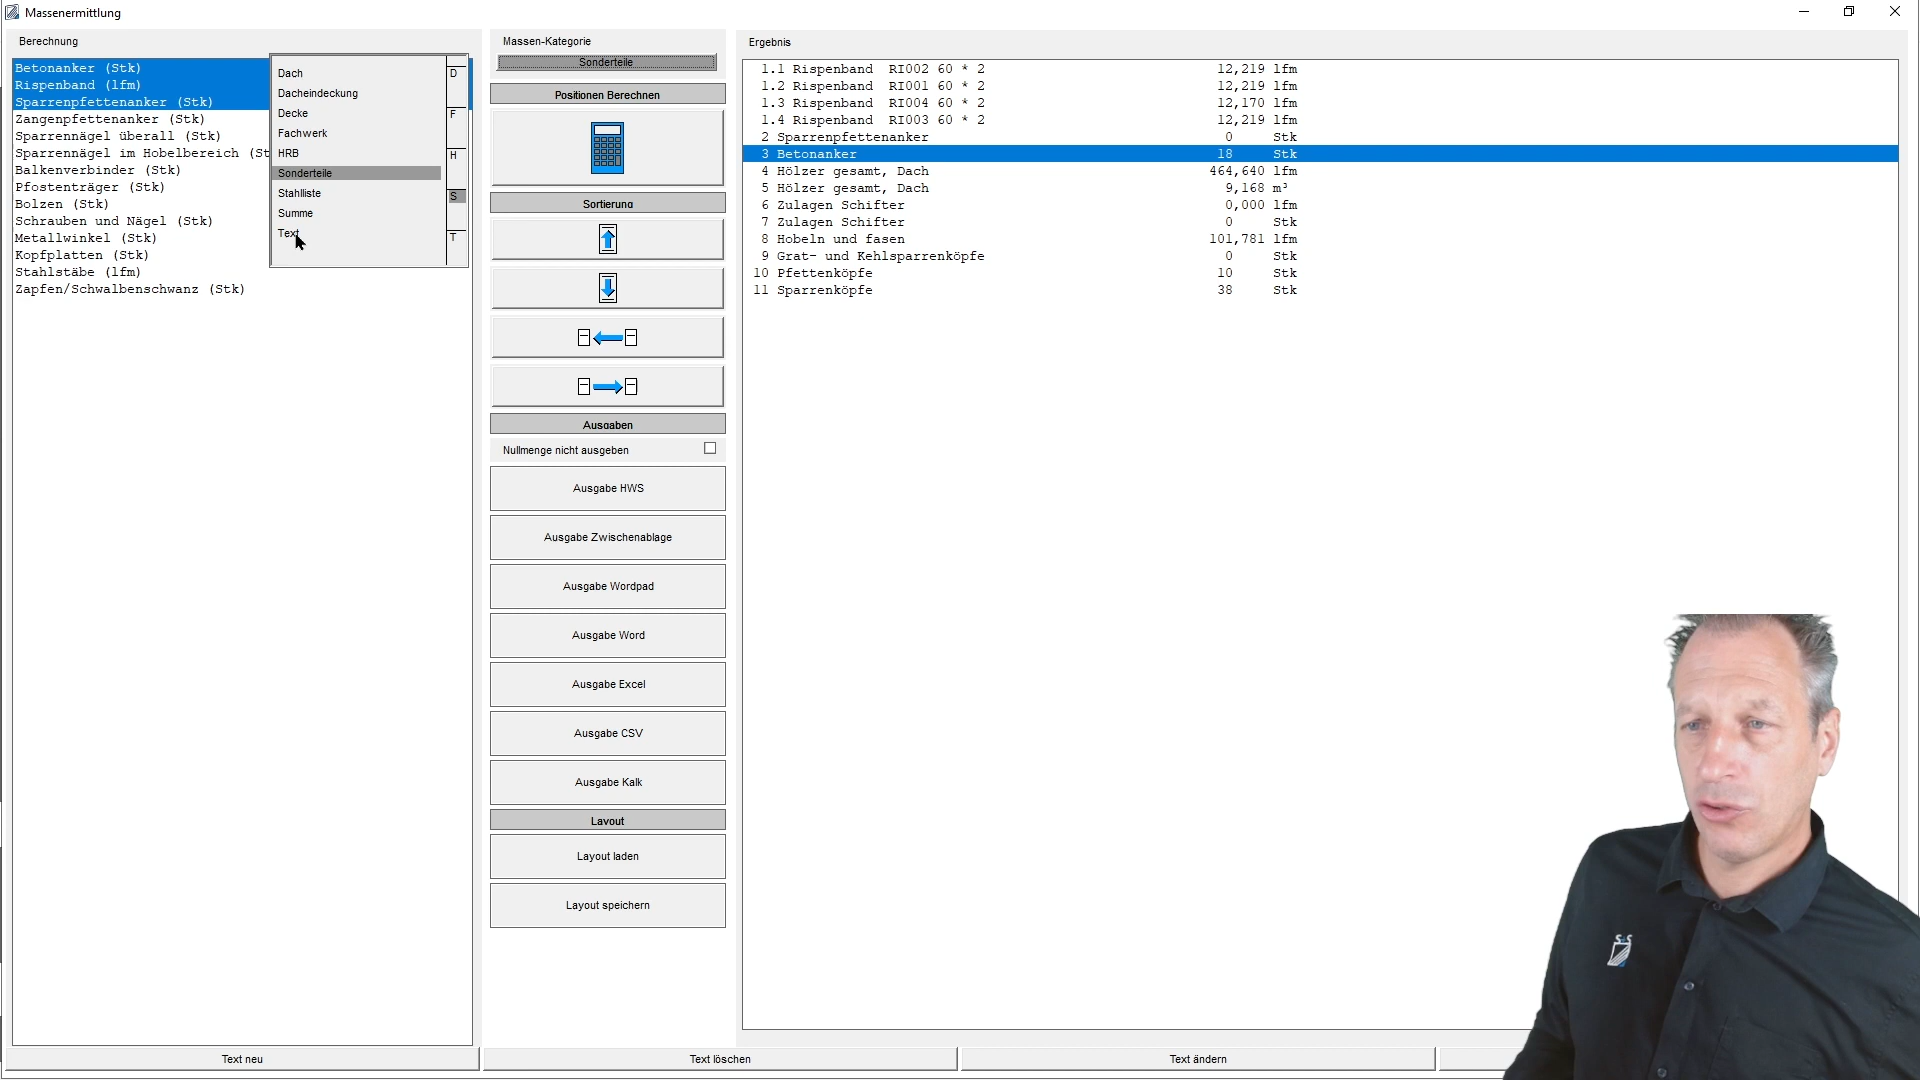 Massenermittlung
Berechnung
Betonanker (Stk)
Rispenband (lfm)
Sparrenpfettenanker (Stk)
Zangenpfettenanker (Stk)
Sparrennägel überall (Stk)
Sparrennägel im Hobelbereich (St
Balkenverbinder (Stk)
Pfostenträger (Stk)
Bolzen (Stk)
Schrauben und Nägel (Stk)
Metallwinkel (Stk)
Kopfplatten (Stk)
Stahlstäbe (lfm)
Zapfen/Schwalbenschwanz (Stk)
Dach
Dacheindeckung
Decke
Fachwerk
HRB
Sonderteile
Stahlliste
Summe
Text
D
F
H
S
T
Massen-Kategorie
Sonderteile
Positionen Berechnen
Sortierung
Ausgaben
Nullmenge nicht ausgeben
Ausgabe HWS
Ausgabe Zwischenablage
Ausgabe Wordpad
Ausgabe Word
Ausgabe Excel
Ausgabe CSV
Ausgabe Kalk
Layout
Layout laden
Layout speichern
Ergebnis
1.1 Rispenband RI002 60 * 2 12,219 lfm
1.2 Rispenband RI001 60 * 2 12,219 lfm
1.3 Rispenband RI004 60 * 2 12,170 lfm
1.4 Rispenband RI003 60 * 2 12,219 lfm
2 Sparrenpfettenanker 0 Stk
3 Betonanker 18 Stk
4 Hölzer gesamt, Dach 464,640 lfm
5 Hölzer gesamt, Dach 9,168 m³
6 Zulagen Schifter 0,000 lfm
7 Zulagen Schifter 0 Stk
8 Hobeln und fasen 101,781 lfm
9 Grat- und Kehlsparrenköpfe 0 Stk
10 Pfettenköpfe 10 Stk
11 Sparrenköpfe 38 Stk
Text neu
Text löschen
Text ändern